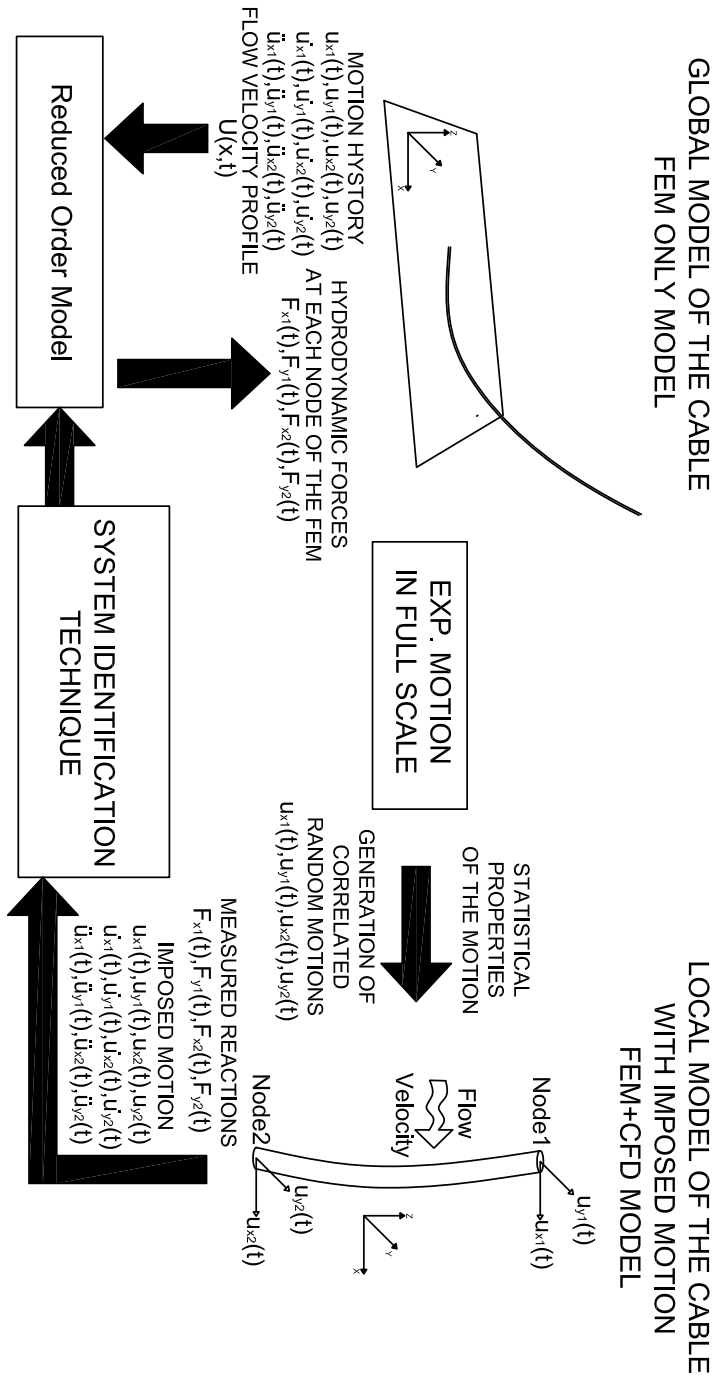 GLOBAL MODEL OF THE CABLE
FEM ONLY MODEL
Z
Y
X
MOTION HYSTORY
uₓ₁(t),u_y1(t),uₓ₂(t),u_y2(t)
u̇ₓ₁(t),u̇_y1(t),u̇ₓ₂(t),u̇_y2(t)
üₓ₁(t),ü_y1(t),üₓ₂(t),ü_y2(t)
FLOW VELOCITY PROFILE
U(x,t)
HYDRODYNAMIC FORCES
AT EACH NODE OF THE FEM
Fₓ₁(t),F_y1(t),Fₓ₂(t),F_y2(t)
Reduced Order Model
EXP. MOTION
IN FULL SCALE
SYSTEM IDENTIFICATION
TECHNIQUE
STATISTICAL
PROPERTIES
OF THE MOTION
GENERATION OF
CORRELATED
RANDOM MOTIONS
uₓ₁(t),u_y1(t),uₓ₂(t),u_y2(t)
LOCAL MODEL OF THE CABLE
WITH IMPOSED MOTION
FEM+CFD MODEL
Node1
u_y1(t)
uₓ₁(t)
Flow
Velocity
Z
Y
X
Node2
u_y2(t)
uₓ₂(t)
MEASURED REACTIONS
Fₓ₁(t),F_y1(t),Fₓ₂(t),F_y2(t)
IMPOSED MOTION
uₓ₁(t),u_y1(t),uₓ₂(t),u_y2(t)
u̇ₓ₁(t),u̇_y1(t),u̇ₓ₂(t),u̇_y2(t)
üₓ₁(t),ü_y1(t),üₓ₂(t),ü_y2(t)